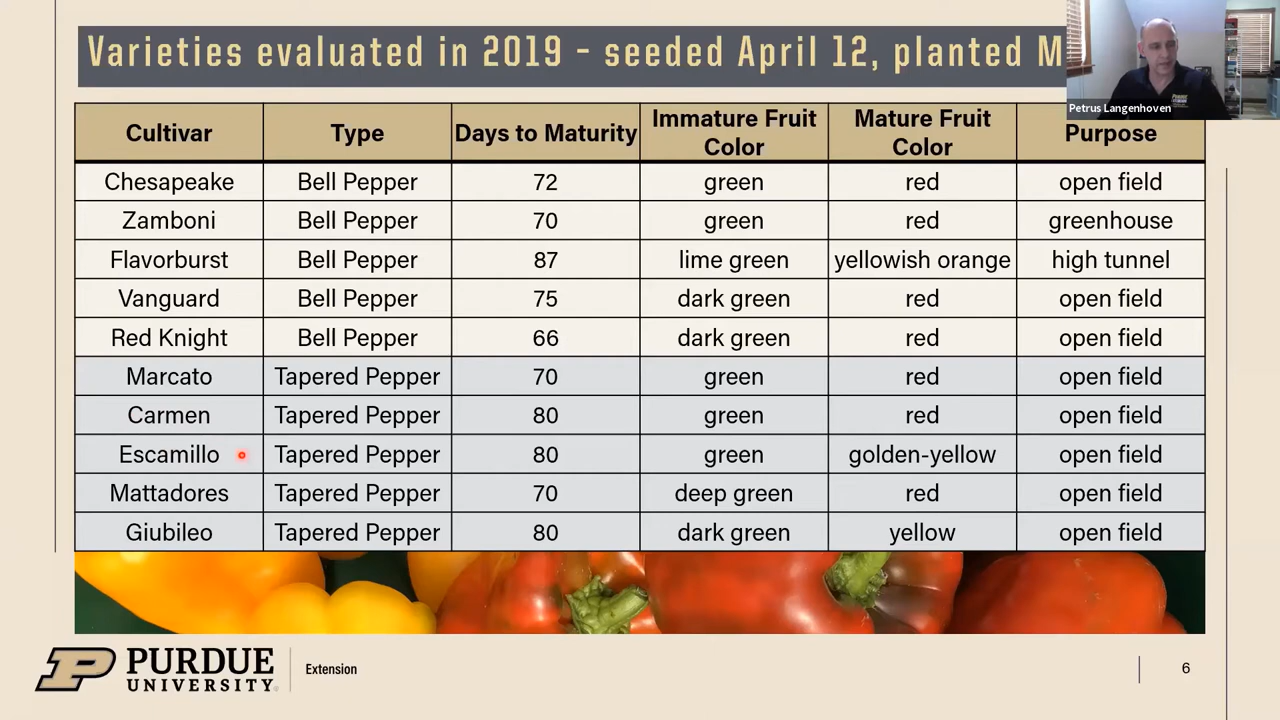 Varieties evaluated in 2019 - seeded April 12, planted M
Petrus Langenhoven
Cultivar Type Days to Maturity Immature Fruit Color Mature Fruit Color Purpose
Chesapeake Bell Pepper 72 green red open field
Zamboni Bell Pepper 70 green red greenhouse
Flavorburst Bell Pepper 87 lime green yellowish orange high tunnel
Vanguard Bell Pepper 75 dark green red open field
Red Knight Bell Pepper 66 dark green red open field
Marcato Tapered Pepper 70 green red open field
Carmen Tapered Pepper 80 green red open field
Escamillo Tapered Pepper 80 green golden-yellow open field
Mattadores Tapered Pepper 70 deep green red open field
Giubileo Tapered Pepper 80 dark green yellow open field
P PURDUE
UNIVERSITY
Extension
6